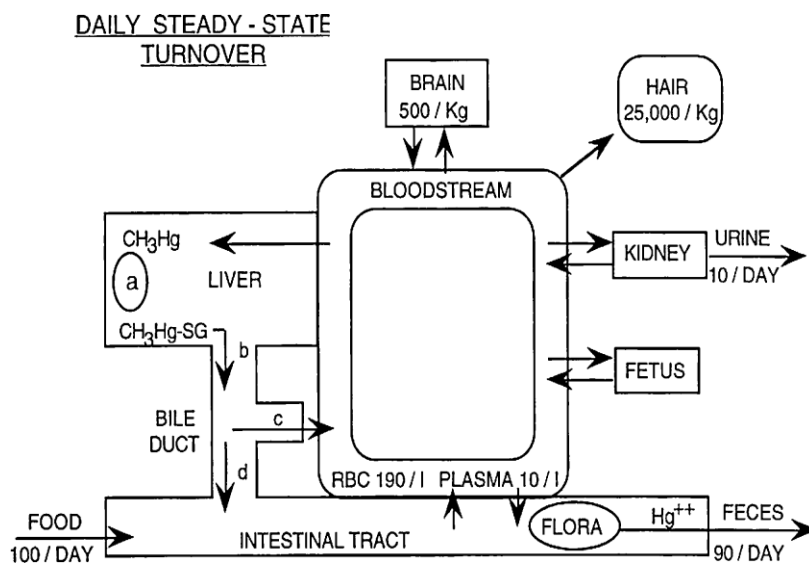 DAILY STEADY - STATE
TURNOVER
BRAIN
500 / Kg
HAIR
25,000 / Kg
BLOODSTREAM
CH3Hg
a
LIVER
CH3Hg-SG
b
KIDNEY
URINE
10 / DAY
FETUS
BILE
DUCT
c
d
RBC 190 / l PLASMA 10 / l
FOOD
100 / DAY
INTESTINAL TRACT
FLORA
Hg++
FECES
90 / DAY